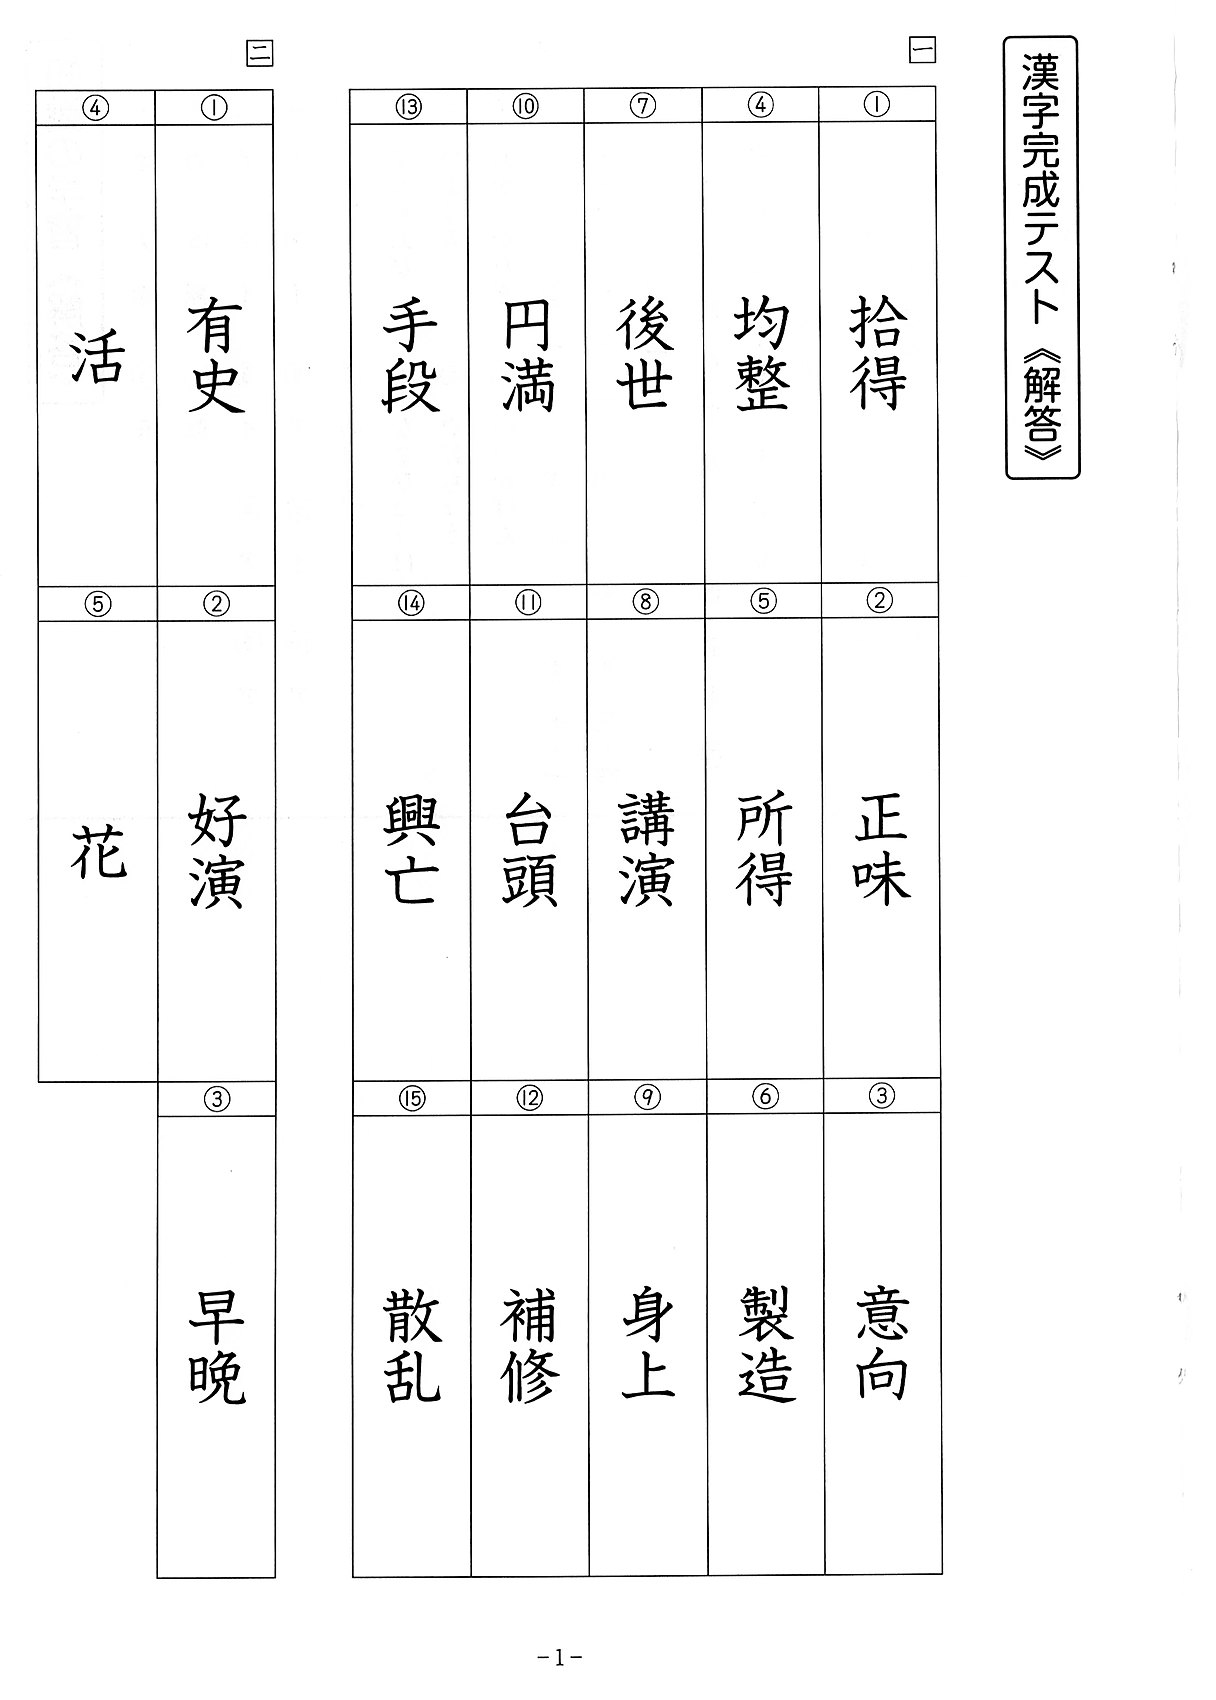 漢字完成テスト《解答》
一
① 拾得
② 正味
③ 意向
④ 均整
⑤ 所得
⑥ 製造
⑦ 後世
⑧ 講演
⑨ 身上
⑩ 円満
⑪ 台頭
⑫ 補修
⑬ 手段
⑭ 興亡
⑮ 散乱
二
① 有史
② 好演
③ 早晩
④ 活
⑤ 花
-1-